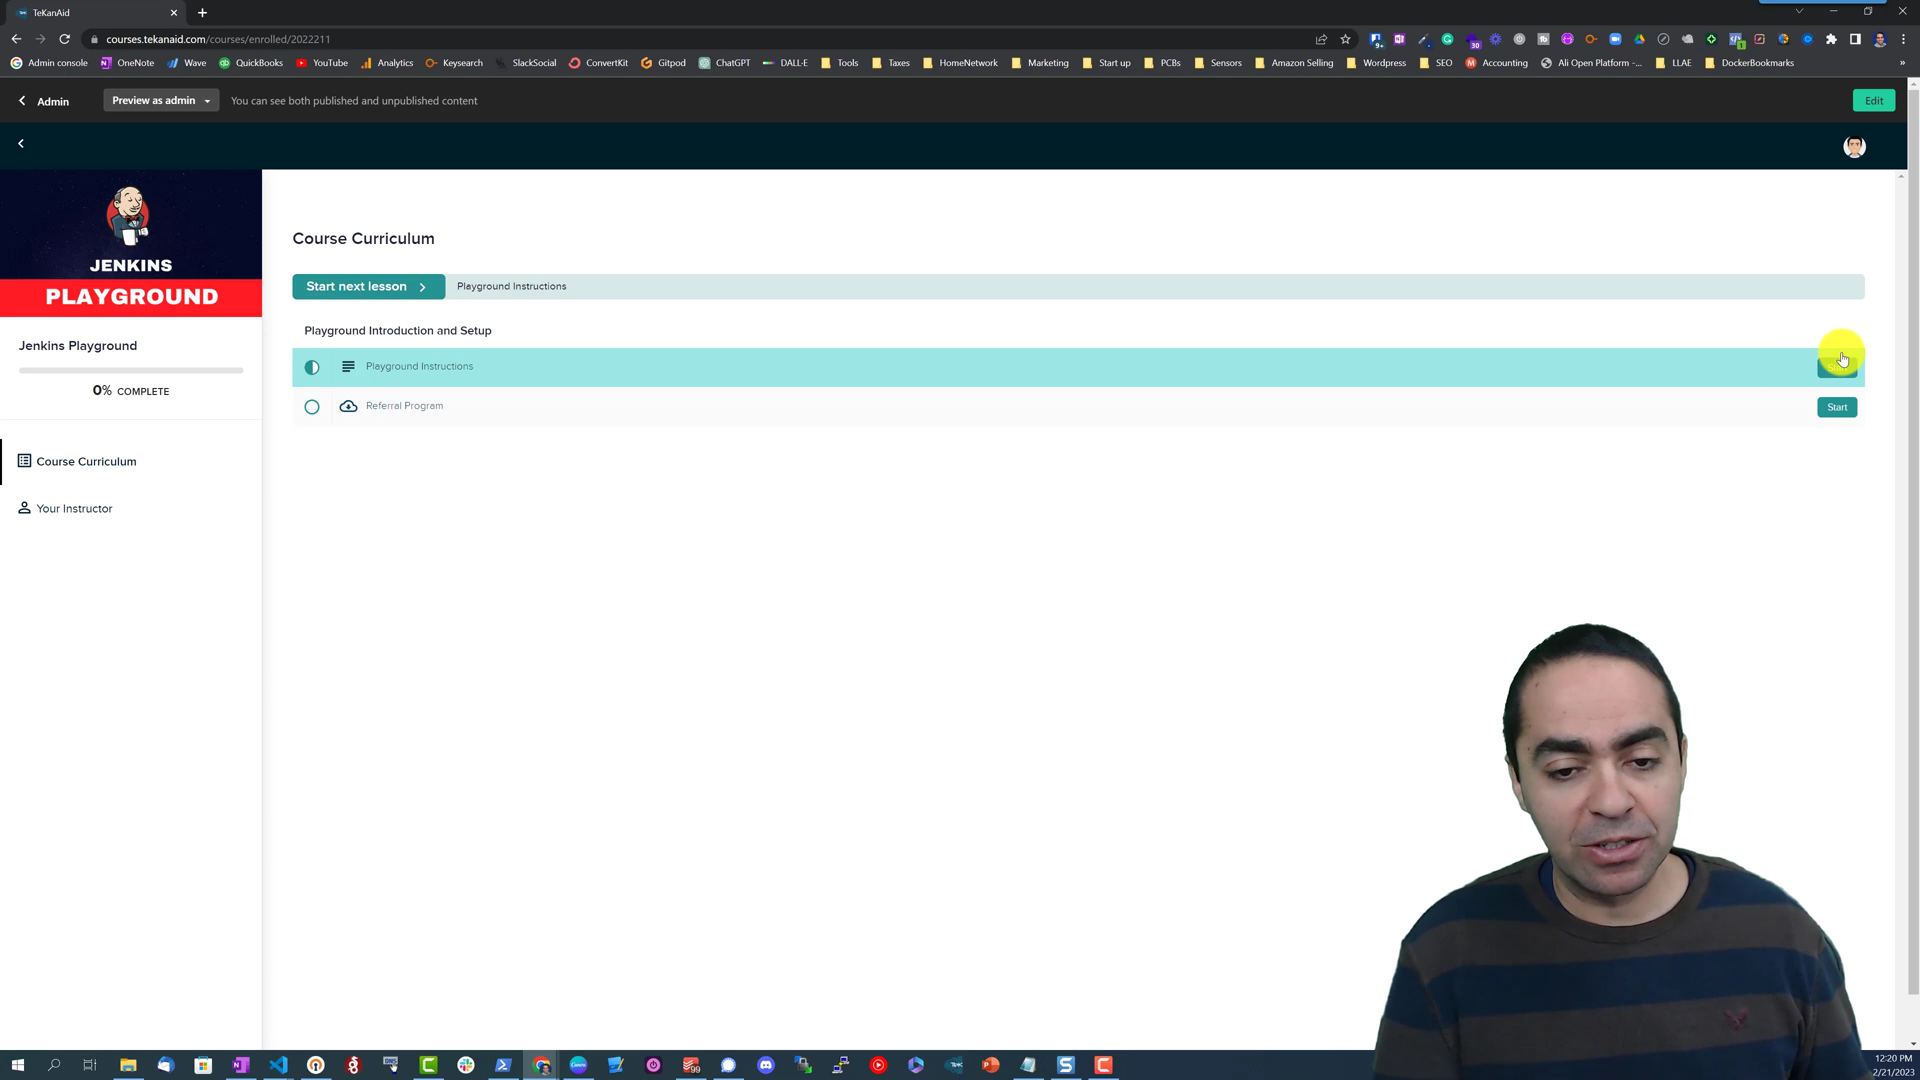 TeKanAid
courses.tekanaid.com/courses/enrolled/2022211
9+
30
1
Admin console OneNote Wave QuickBooks YouTube Analytics Keysearch SlackSocial ConvertKit Gitpod ChatGPT DALL-E Tools Taxes HomeNetwork Marketing Start up PCBs Sensors Amazon Selling Wordpress SEO Accounting Ali Open Platform -... LLAE DockerBookmarks »
Admin Preview as admin You can see both published and unpublished content Edit
JENKINS
PLAYGROUND
Jenkins Playground
0% COMPLETE
Course Curriculum
Your Instructor
Course Curriculum
Start next lesson Playground Instructions
Playground Introduction and Setup
Playground Instructions
Referral Program Start
99
12:20 PM
2/21/2023